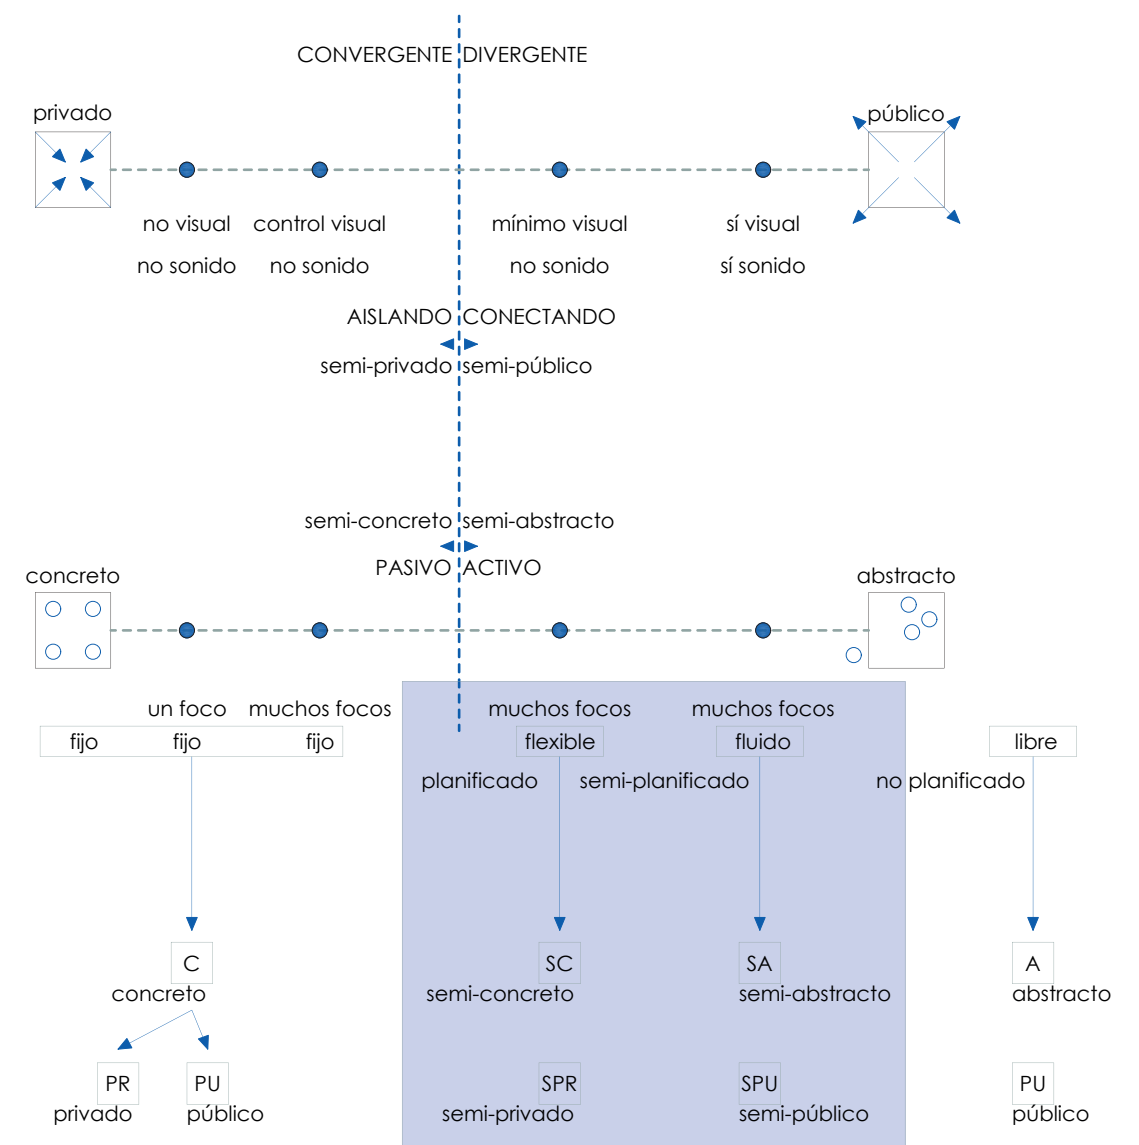 CONVERGENTE DIVERGENTE
privado público
no visual control visual mínimo visual sí visual
no sonido no sonido no sonido sí sonido
AISLANDO CONECTANDO
semi-privado semi-público
semi-concreto semi-abstracto
PASIVO ACTIVO
concreto abstracto
un foco muchos focos muchos focos muchos focos
fijo fijo fijo flexible fluido libre
planificado semi-planificado no planificado
C SC SA A
concreto semi-concreto semi-abstracto abstracto
PR PU SPR SPU PU
privado público semi-privado semi-público público